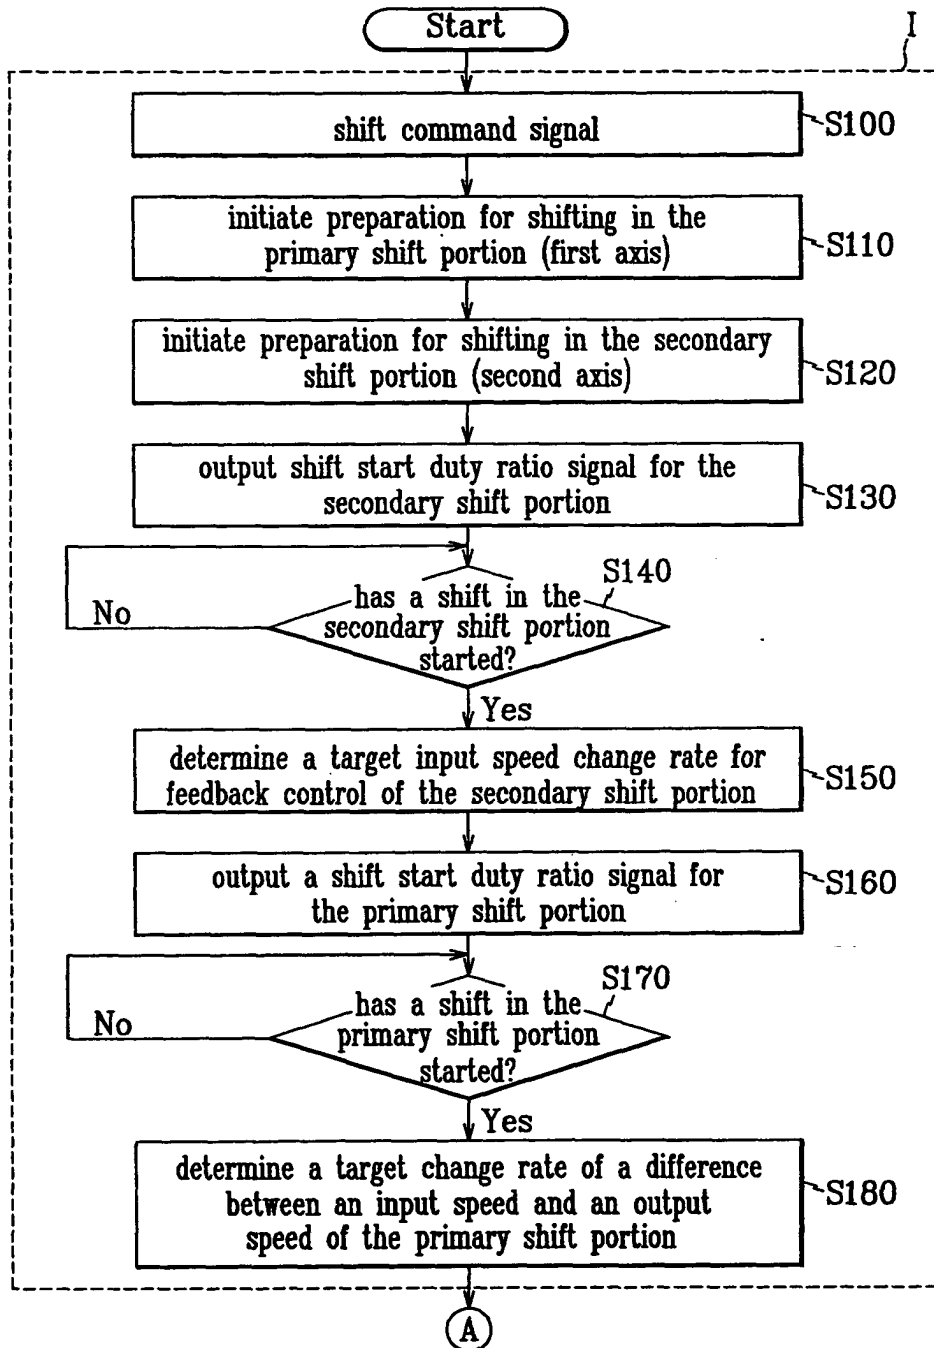 Start
I
shift command signal
S100
initiate preparation for shifting in the
primary shift portion (first axis)
S110
initiate preparation for shifting in the secondary
shift portion (second axis)
S120
output shift start duty ratio signal for the
secondary shift portion
S130
S140
has a shift in the
secondary shift portion
started?
No
Yes
determine a target input speed change rate for
feedback control of the secondary shift portion
S150
output a shift start duty ratio signal for
the primary shift portion
S160
S170
has a shift in the
primary shift portion
started?
No
Yes
determine a target change rate of a difference
between an input speed and an output
speed of the primary shift portion
S180
A